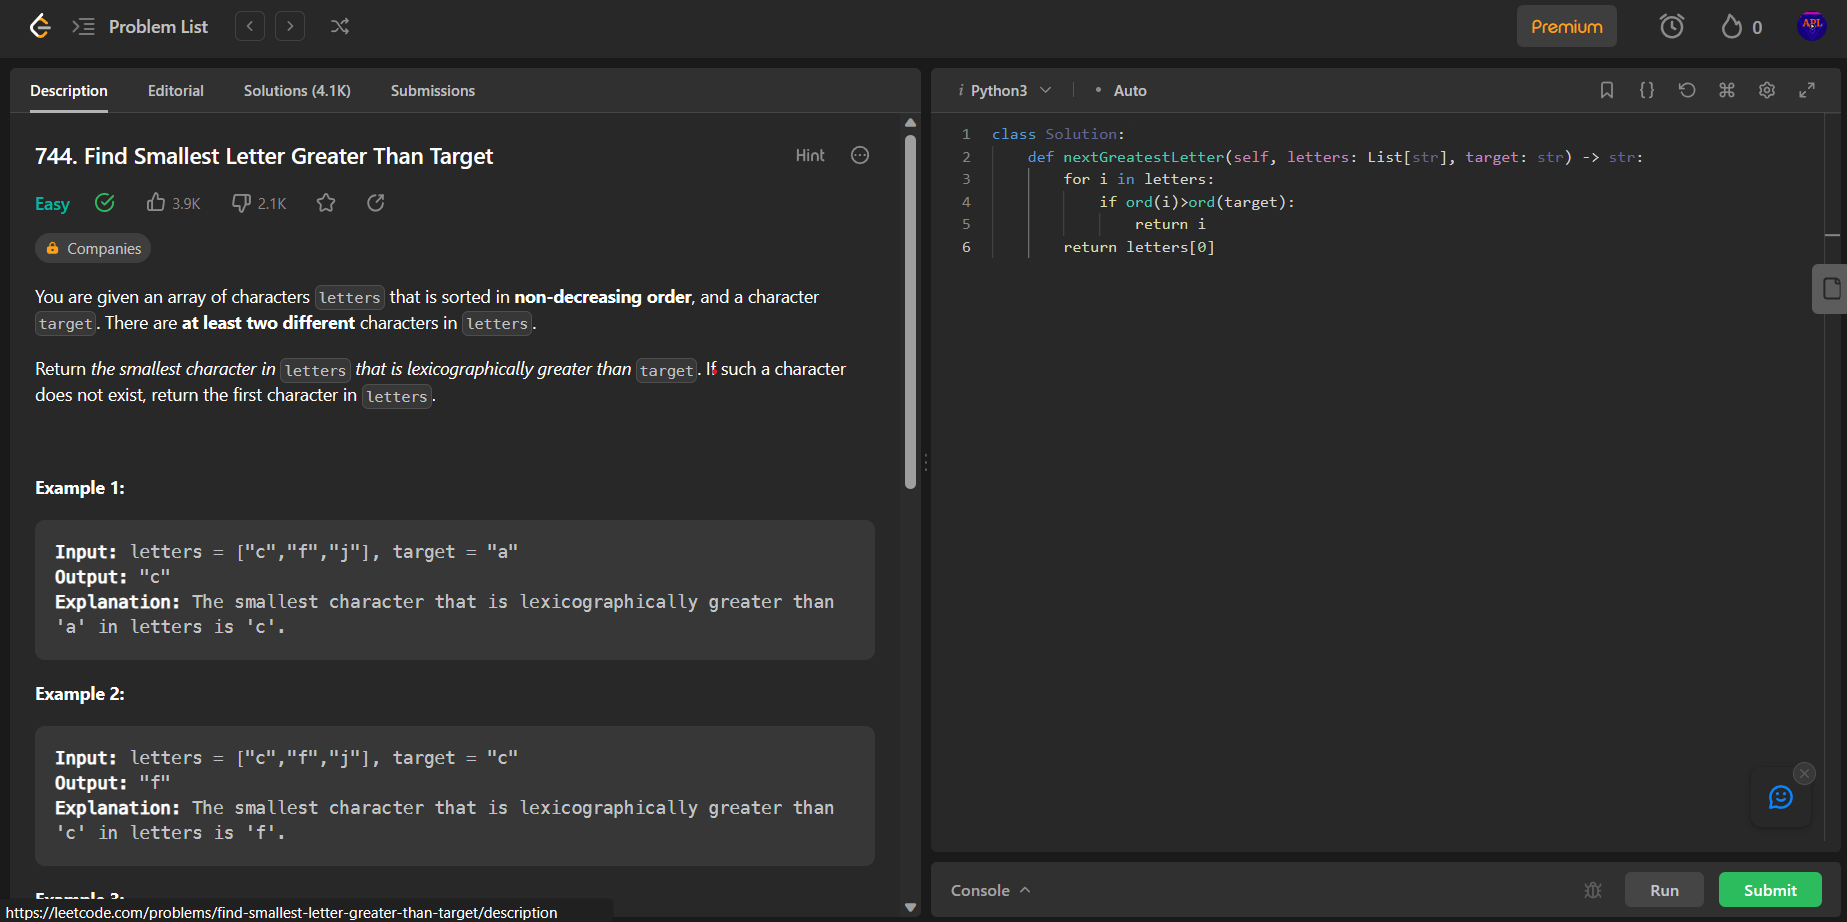 Problem List
Premium
0
APL
Description Editorial Solutions (4.1K) Submissions
744. Find Smallest Letter Greater Than Target
Hint
Easy 3.9K 2.1K
Companies
You are given an array of characters letters that is sorted in non-decreasing order, and a character
target. There are at least two different characters in letters.
Return the smallest character in letters that is lexicographically greater than target. If such a character
does not exist, return the first character in letters.
Example 1:
Input: letters = ["c","f","j"], target = "a"
Output: "c"
Explanation: The smallest character that is lexicographically greater than
'a' in letters is 'c'.
Example 2:
Input: letters = ["c","f","j"], target = "c"
Output: "f"
Explanation: The smallest character that is lexicographically greater than
'c' in letters is 'f'.
Example 3:
https://leetcode.com/problems/find-smallest-letter-greater-than-target/description
i Python3 • Auto
1 class Solution:
2 def nextGreatestLetter(self, letters: List[str], target: str) -> str:
3 for i in letters:
4 if ord(i)>ord(target):
5 return i
6 return letters[0]
Console
Run
Submit